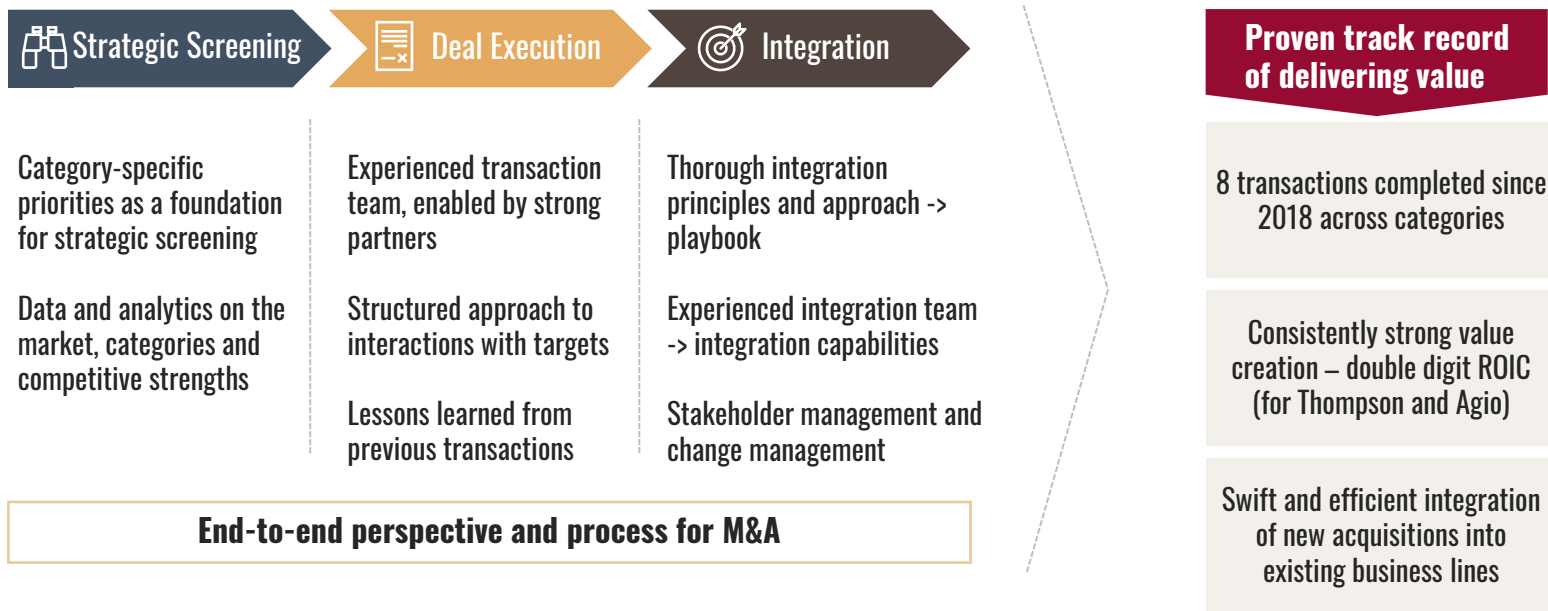 Strategic Screening
Deal Execution
Integration
Category-specific
priorities as a foundation
for strategic screening
Data and analytics on the
market, categories and
competitive strengths
Experienced transaction
team, enabled by strong
partners
Structured approach to
interactions with targets
Lessons learned from
previous transactions
Thorough integration
principles and approach ->
playbook
Experienced integration team
-> integration capabilities
Stakeholder management and
change management
End-to-end perspective and process for M&A
Proven track record
of delivering value
8 transactions completed since
2018 across categories
Consistently strong value
creation – double digit ROIC
(for Thompson and Agio)
Swift and efficient integration
of new acquisitions into
existing business lines